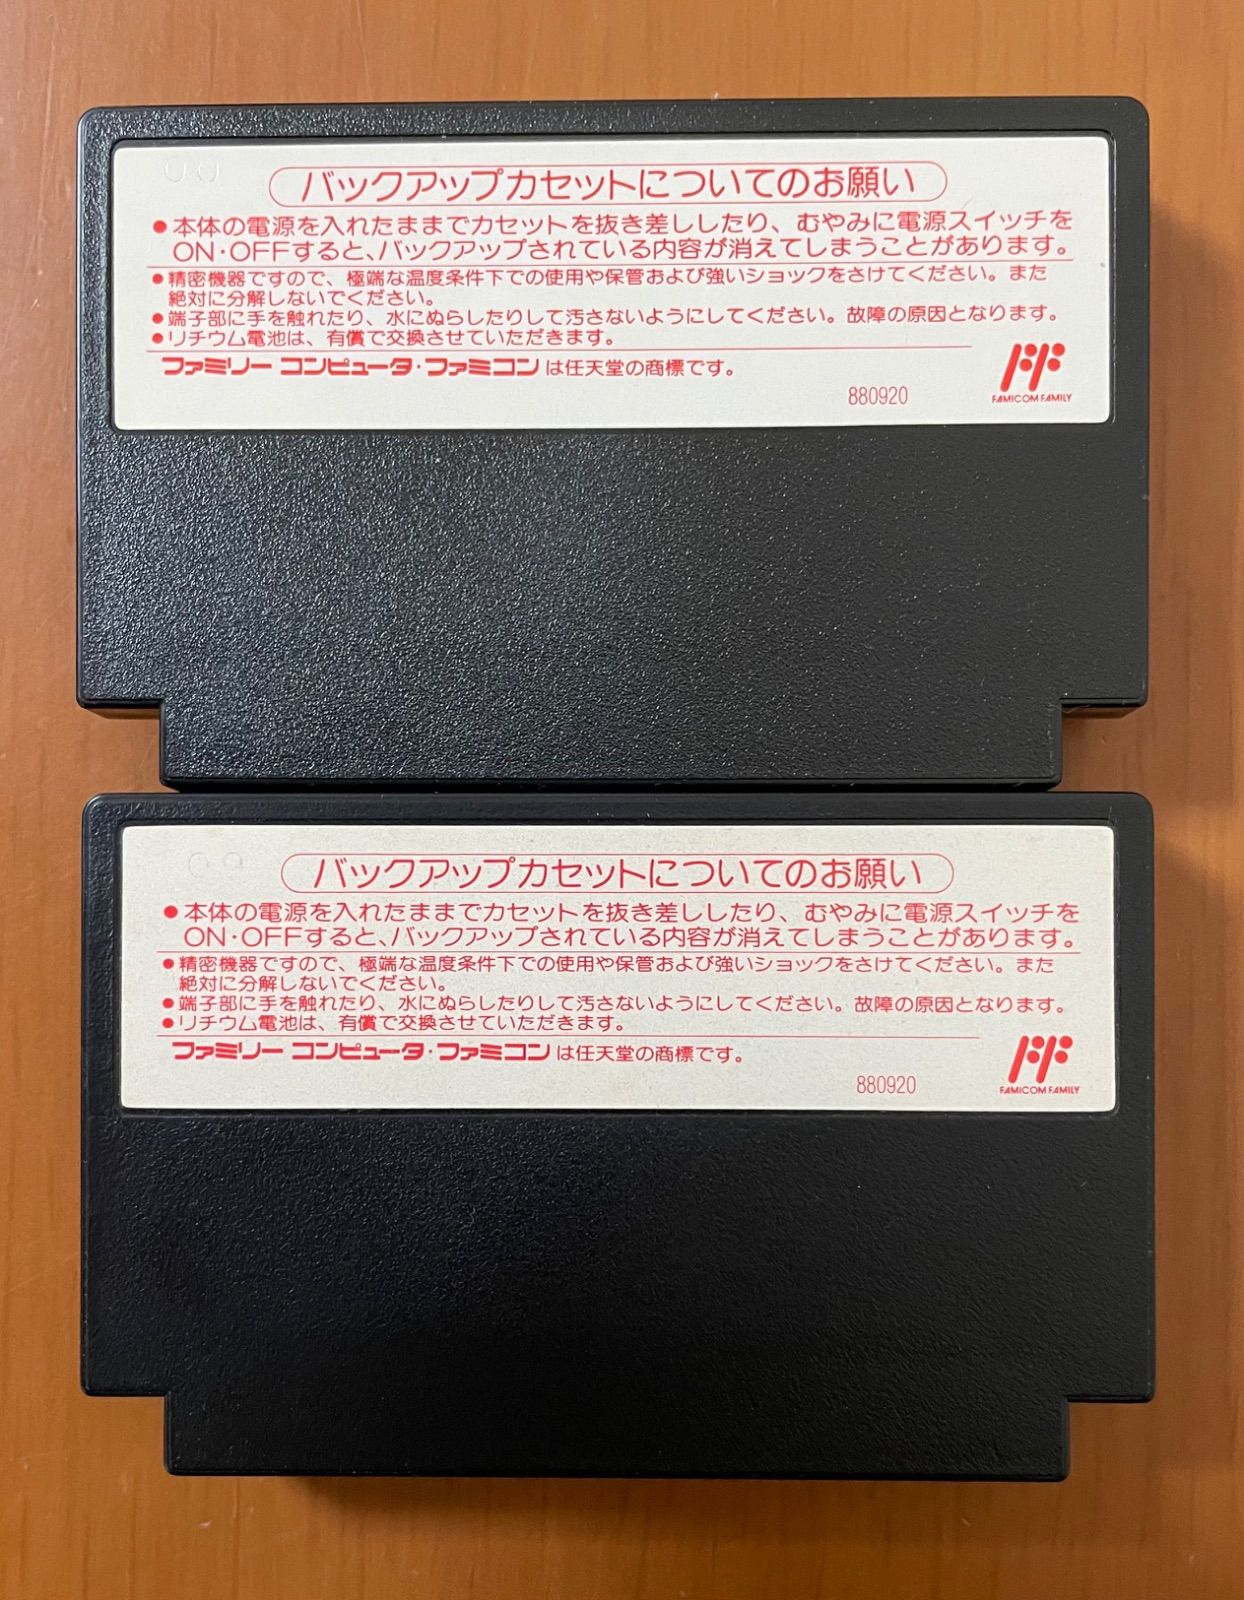 バックアップカセットについてのお願い
●本体の電源を入れたままでカセットを抜き差ししたり、むやみに電源スイッチを
ON·OFFすると、バックアップされている内容が消えてしまうことがあります。
●精密機器ですので、極端な温度条件下での使用や保管および強いショックをさけてください。また
絶対に分解しないでください。
●端子部に手を触れたり、水にぬらしたりして汚さないようにしてください。故障の原因となります。
●リチウム電池は、有償で交換させていただきます。
ファミリー コンピュータ·ファミコンは任天堂の商標です。
880920
FAMICOM FAMILY
バックアップカセットについてのお願い
●本体の電源を入れたままでカセットを抜き差ししたり、むやみに電源スイッチを
ON·OFFすると、バックアップされている内容が消えてしまうことがあります。
●精密機器ですので、極端な温度条件下での使用や保管および強いショックをさけてください。また
絶対に分解しないでください。
●端子部に手を触れたり、水にぬらしたりして汚さないようにしてください。故障の原因となります。
●リチウム電池は、有償で交換させていただきます。
ファミリー コンピュータ·ファミコンは任天堂の商標です。
880920
FAMICOM FAMILY